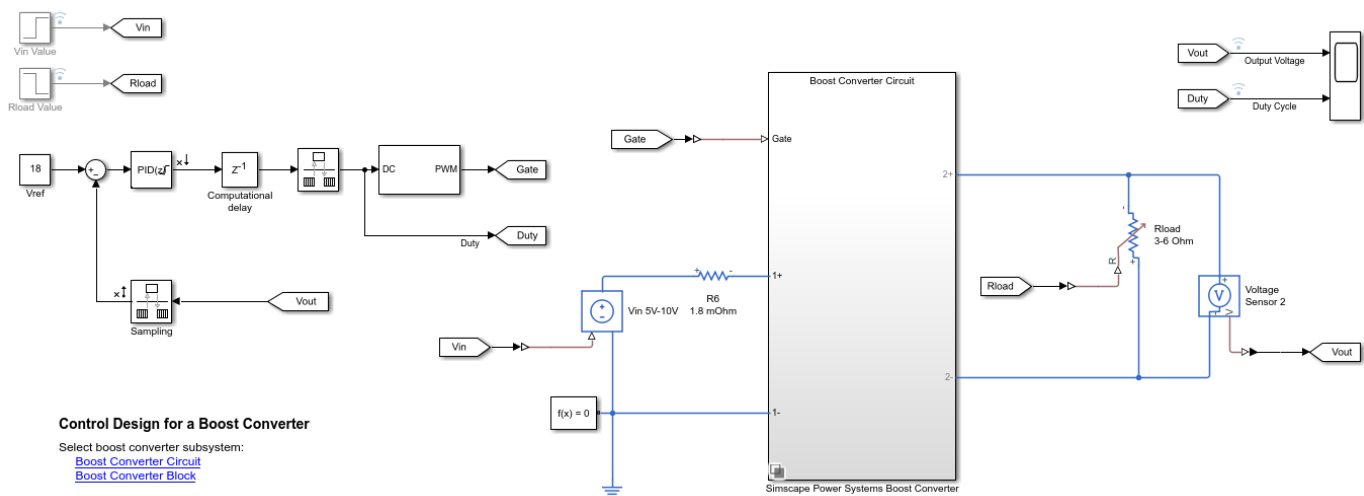 Vin
Vin Value
Rload
Rload Value
Vout
Output Voltage
Duty
Duty Cycle
Boost Converter Circuit
Gate
Gate
18
Vref
+
-
PID(z)
Z-1
Computational
delay
DC
PWM
Gate
Duty
Duty
Vout
Sampling
2+
-
Rload
3-6 Ohm
+
R
Rload
+
V
V
Voltage
Sensor 2
Vout
1+
+
-
R6
1.8 mOhm
+
-
Vin 5V-10V
Vin
2-
f(x) = 0
1-
Control Design for a Boost Converter
Select boost converter subsystem:
Boost Converter Circuit
Boost Converter Block
Simscape Power Systems Boost Converter